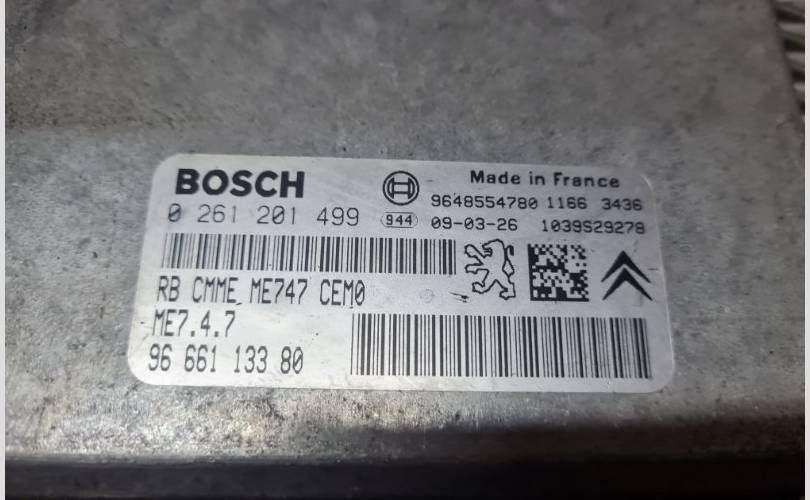 BOSCH
Made in France
9648554780 1166 3436
0 261 201 499
944 09-03-26 1039S29278
RB CMME ME747 CEM0
ME7.4.7
96 661 133 80